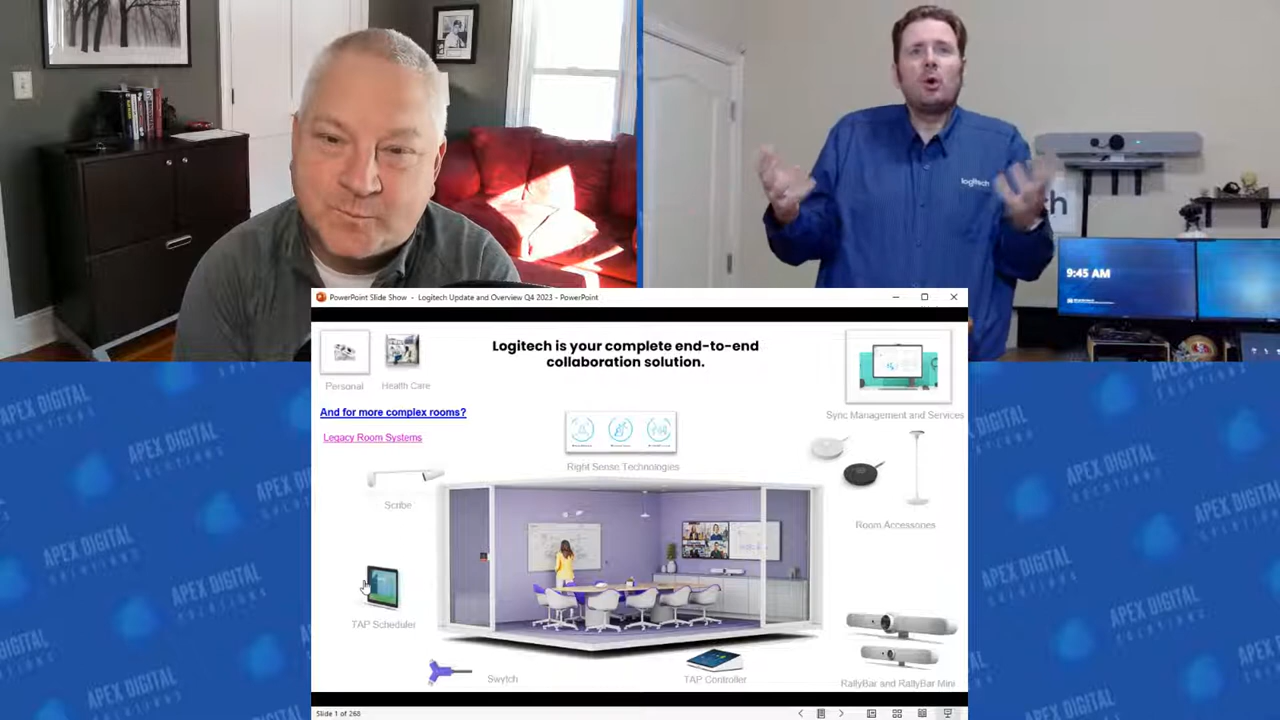 logitech
ch
9:45 AM
PowerPoint Slide Show - Logitech Update and Overview Q4 2023 - PowerPoint
Logitech is your complete end-to-end
collaboration solution.
Personal
Health Care
Sync Management and Services
And for more complex rooms?
Legacy Room Systems
Right Sense Technologies
Scribe
Room Accessories
TAP Scheduler
Swytch
TAP Controller
RallyBar and RallyBar Mini
Slide 1 of 268
APEX DIGITAL
SOLUTIONS